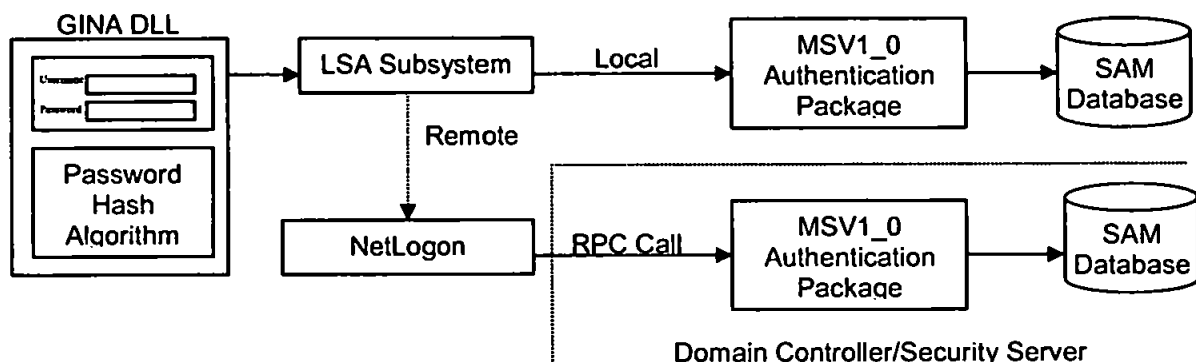 GINA DLL
Username
Password
Password
Hash
Algorithm
LSA Subsystem
Local
MSV1_0
Authentication
Package
SAM
Database
Remote
NetLogon
RPC Call
MSV1_0
Authentication
Package
SAM
Database
Domain Controller/Security Server